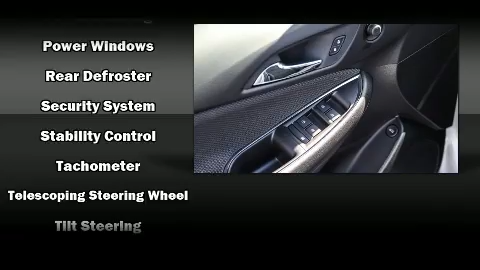 Power Windows
Rear Defroster
Security System
Stability Control
Tachometer
Telescoping Steering Wheel
Tilt Steering